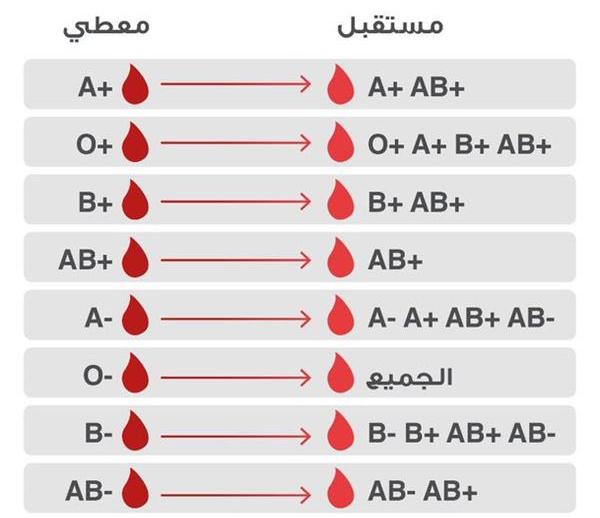 معطي مستقبل
A+ A+ AB+
O+ O+ A+ B+ AB+
B+ B+ AB+
AB+ AB+
A- A- A+ AB+ AB-
O- الجميع
B- B- B+ AB+ AB-
AB- AB- AB+